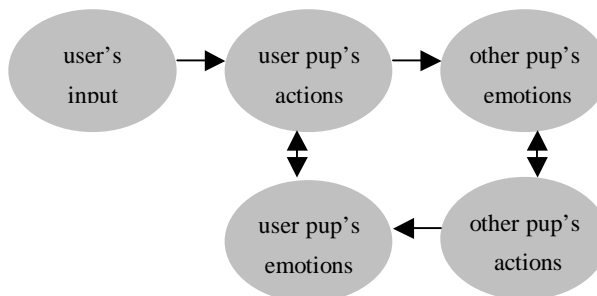 user's
input
user pup's
actions
other pup's
emotions
user pup's
emotions
other pup's
actions